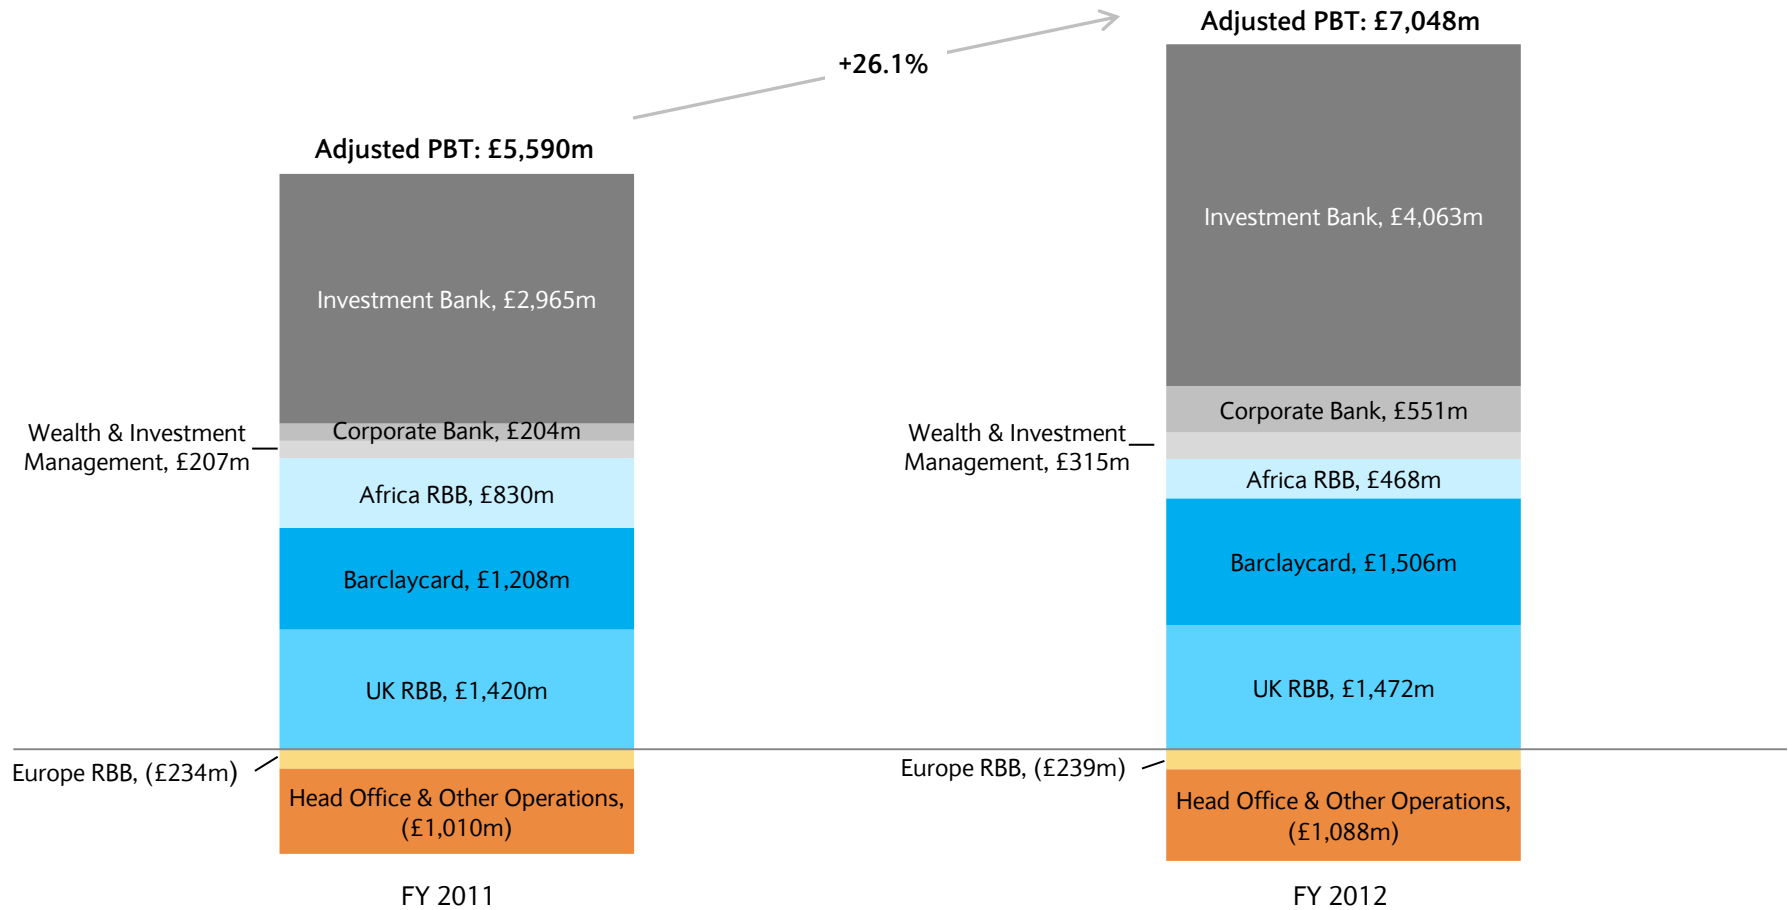 Adjusted PBT: £7,048m
+26.1%
Adjusted PBT: £5,590m
Investment Bank, £2,965m
Corporate Bank, £204m
Wealth & Investment
Management, £207m
Africa RBB, £830m
Barclaycard, £1,208m
UK RBB, £1,420m
Europe RBB, (£234m)
Head Office & Other Operations,
(£1,010m)
FY 2011
Investment Bank, £4,063m
Corporate Bank, £551m
Wealth & Investment
Management, £315m
Africa RBB, £468m
Barclaycard, £1,506m
UK RBB, £1,472m
Europe RBB, (£239m)
Head Office & Other Operations,
(£1,088m)
FY 2012